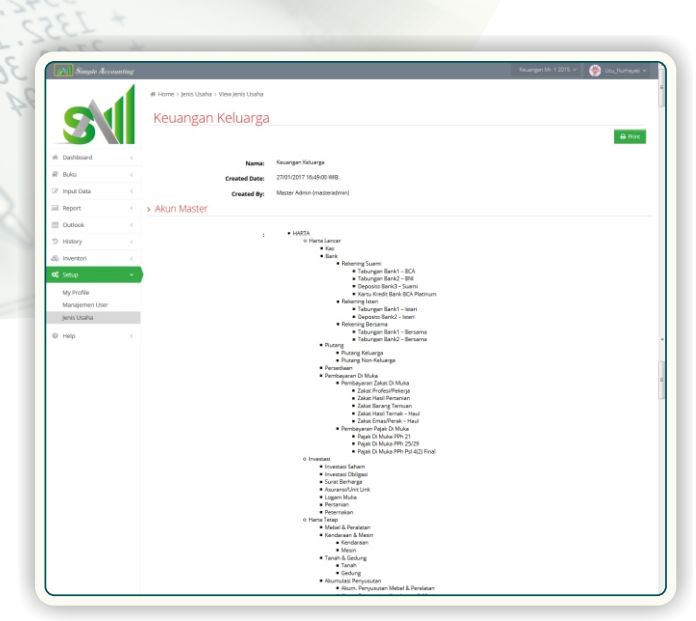 SAI Simple Accounting
Keuangan Mr. Y 2015
Uku_Nurhayati
Home > Jenis Usaha > View Jenis Usaha
Keuangan Keluarga
Print
Dashboard
Buku
Input Data
Report
Outlook
History
Inventori
Setup
My Profile
Manajemen User
Jenis Usaha
Help
Name: Keuangan Keluarga
Created Date: 27/01/2017 16:49:00 WIB
Created By: Master Admin (masteradmin)
> Akun Master
:
HARTA
Harta Lancar
Kas
Bank
Rekening Suami
Tabungan Bank1 – BCA
Tabungan Bank2 – BNI
Deposito Bank3 – Suami
Kartu Kredit Bank BCA Platinum
Rekening Isteri
Tabungan Bank1 – Isteri
Deposito Bank2 – Isteri
Rekening Bersama
Tabungan Bank1 – Bersama
Tabungan Bank2 – Bersama
Piutang
Piutang Keluarga
Piutang Non-Keluarga
Persediaan
Pembayaran Di Muka
Pembayaran Zakat Di Muka
Zakat Profesi/Pekerja
Zakat Hasil Pertanian
Zakat Barang Temuan
Zakat Hasil Ternak – Haul
Zakat Emas/Perak – Haul
Pembayaran Pajak Di Muka
Pajak Di Muka PPh 21
Pajak Di Muka PPh 25/29
Pajak Di Muka PPh Psl 4(2) Final
Investasi
Investasi Saham
Investasi Obligasi
Surat Berharga
Asuransi/Unit Link
Logam Mulia
Pertanian
Peternakan
Harta Tetap
Mebel & Peralatan
Kendaraan & Mesin
Kendaraan
Mesin
Tanah & Gedung
Tanah
Gedung
Akumulasi Penyusutan
Akum. Penyusutan Mebel & Peralatan